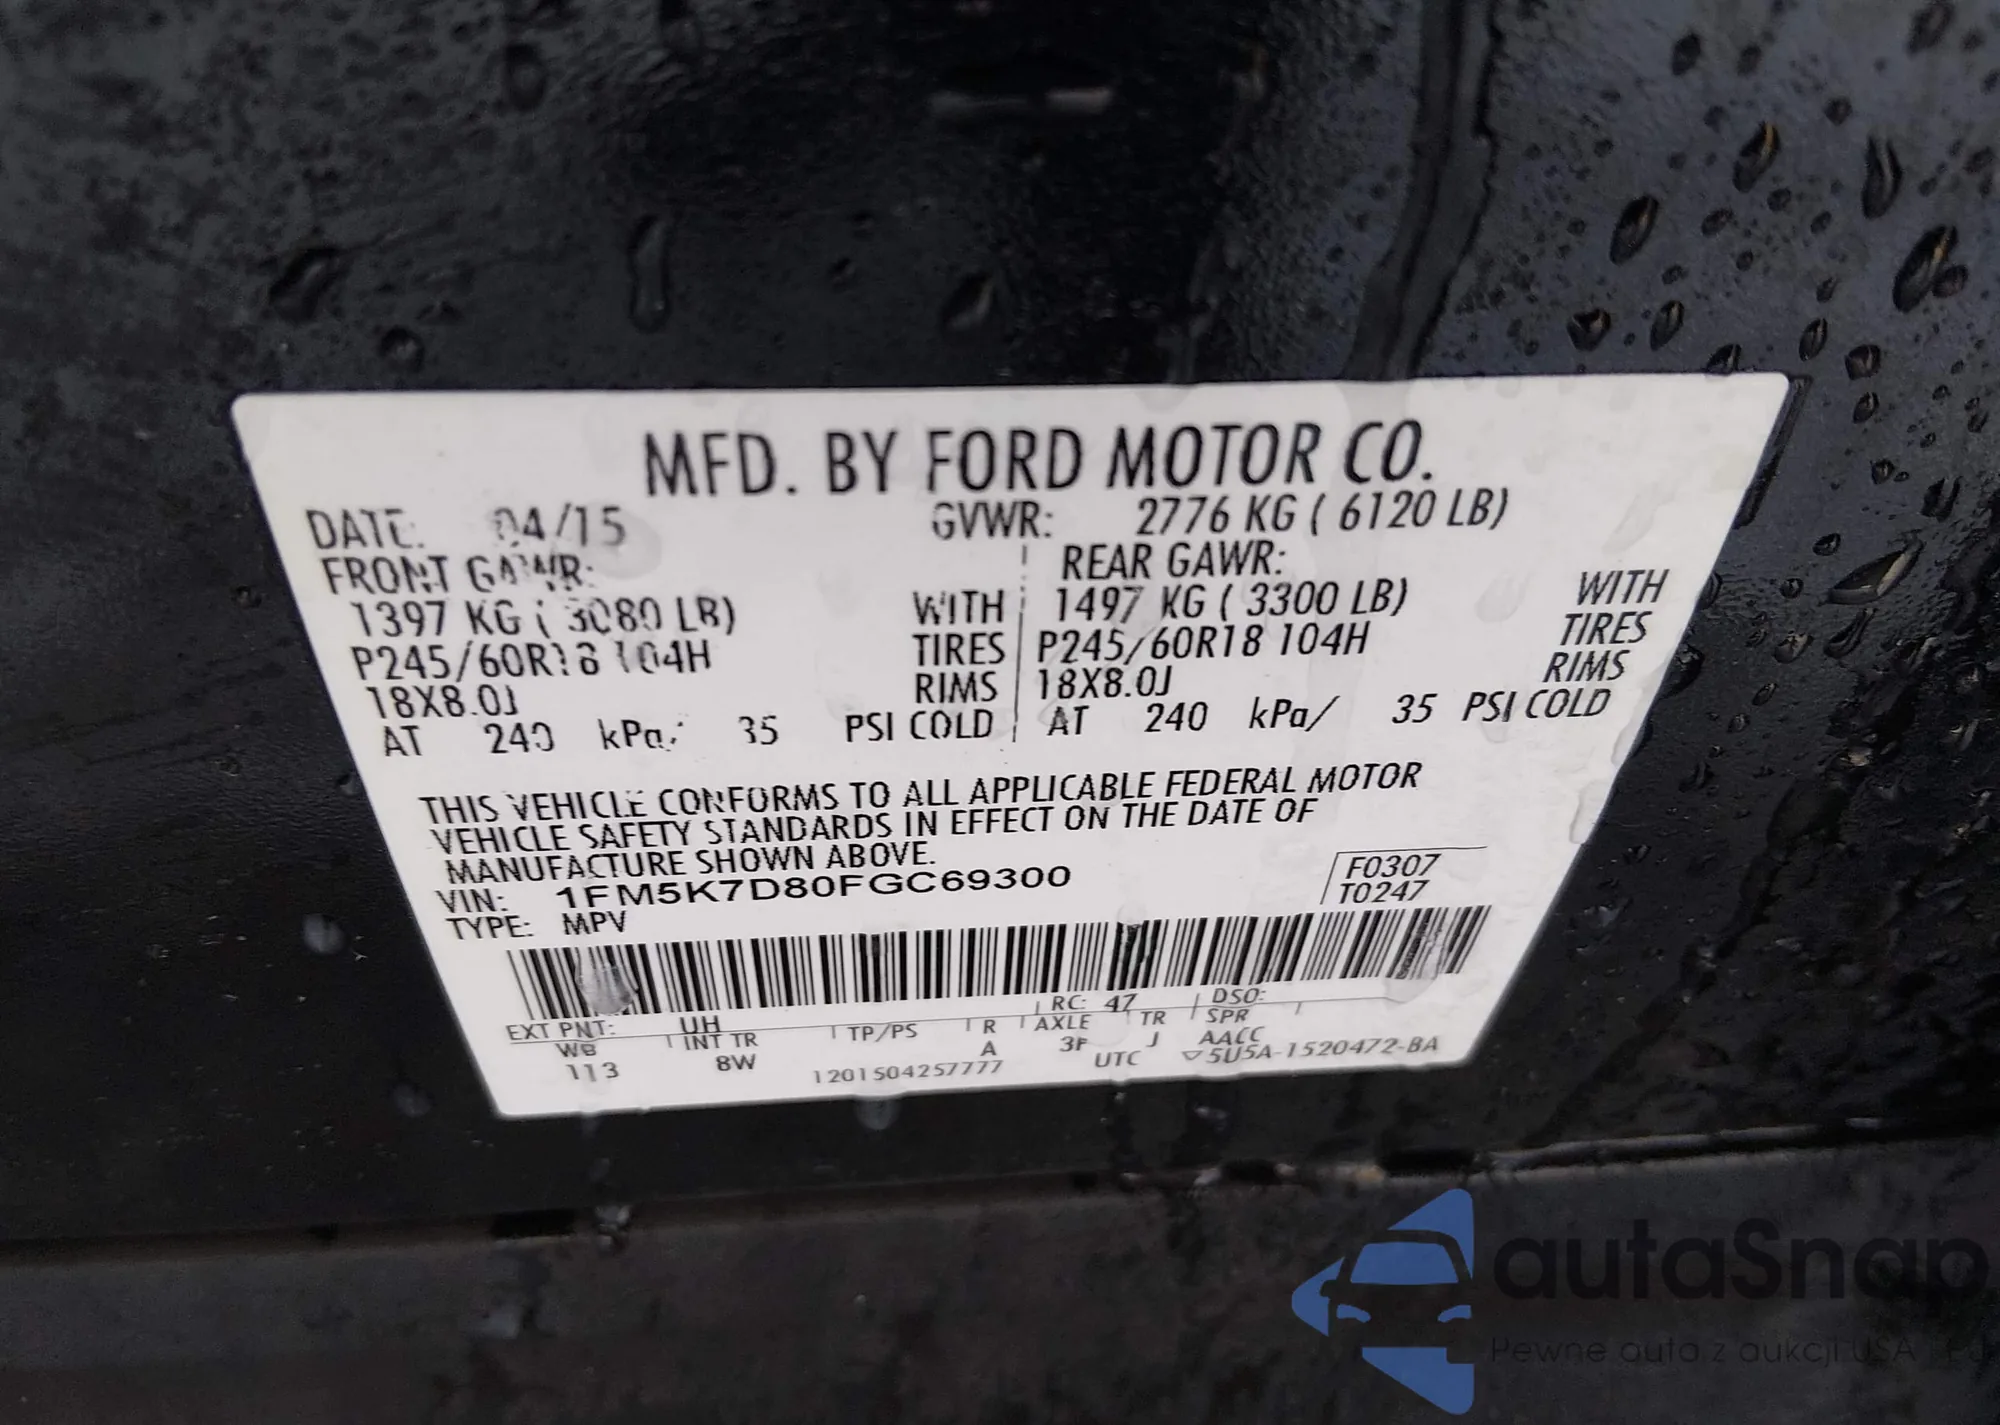 MFD. BY FORD MOTOR CO.
DATE: 04/15 GVWR: 2776 KG ( 6120 LB)
FRONT GAWR: REAR GAWR:
1397 KG ( 3080 LB) WITH 1497 KG ( 3300 LB) WITH
P245/60R18 104H TIRES P245/60R18 104H TIRES
18X8.0J RIMS 18X8.0J RIMS
AT 240 kPa/ 35 PSI COLD AT 240 kPa/ 35 PSI COLD
THIS VEHICLE CONFORMS TO ALL APPLICABLE FEDERAL MOTOR
VEHICLE SAFETY STANDARDS IN EFFECT ON THE DATE OF
MANUFACTURE SHOWN ABOVE.
VIN: 1FM5K7D80FGC69300 F0307
TYPE: MPV T0247
EXT PNT: UH RC: 47 DSO:
WB INT TR TP/PS R AXLE TR SPR
113 8W A 3F J AACC
1201504257777 UTC ▽5U5A-1520472-BA
autaSnap
Pewne auta z aukcji USA i